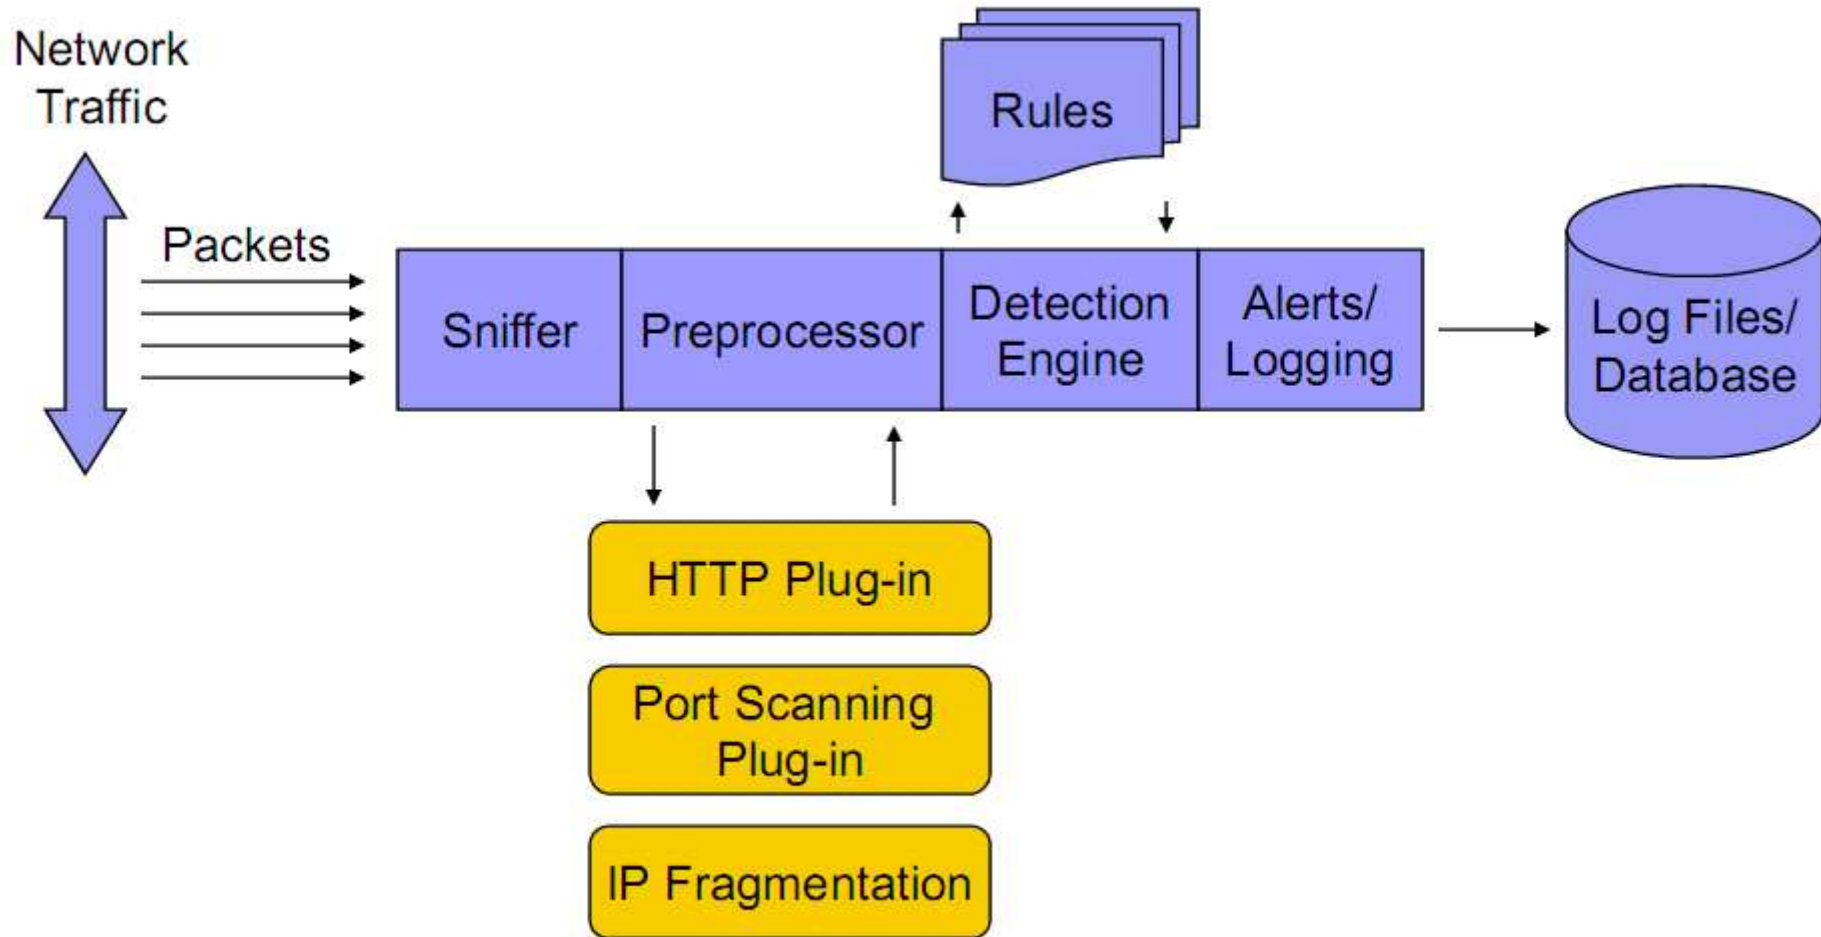 Network
Traffic
Packets
Rules
Sniffer
Preprocessor
Detection
Engine
Alerts/
Logging
Log Files/
Database
HTTP Plug-in
Port Scanning
Plug-in
IP Fragmentation